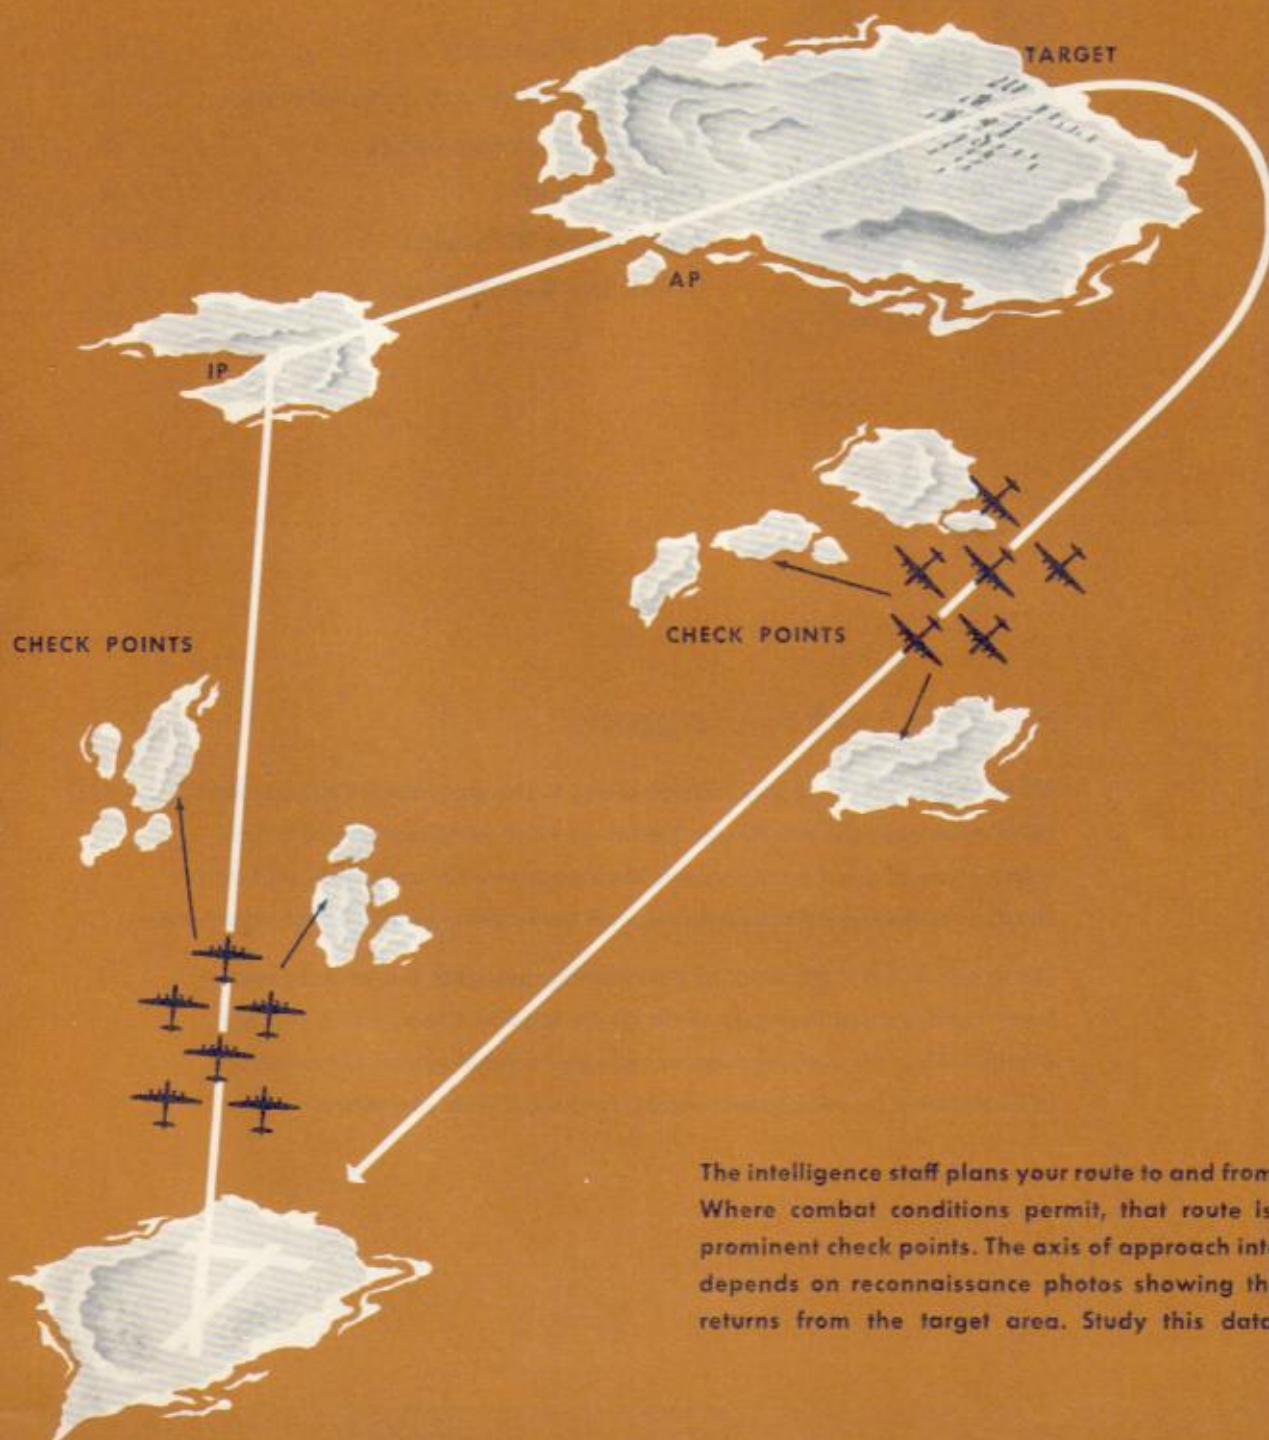 TARGET
AP
IP
CHECK POINTS
CHECK POINTS
The intelligence staff plans your route to and from
Where combat conditions permit, that route is
prominent check points. The axis of approach int
depends on reconnaissance photos showing th
returns from the target area. Study this data